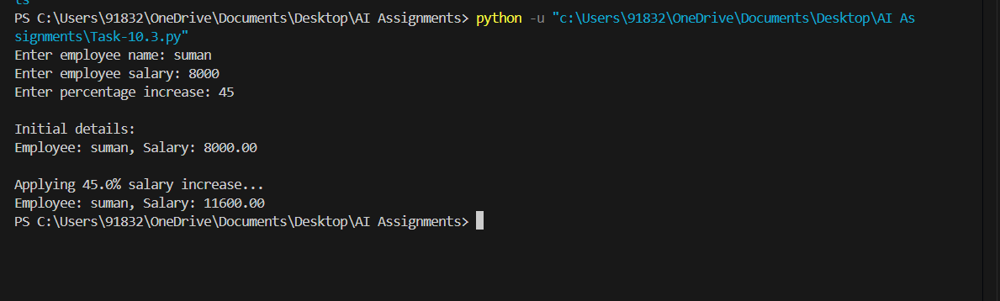 ts
PS C:\Users\91832\OneDrive\Documents\Desktop\AI Assignments> python -u "c:\Users\91832\OneDrive\Documents\Desktop\AI As
signments\Task-10.3.py"
Enter employee name: suman
Enter employee salary: 8000
Enter percentage increase: 45
Initial details:
Employee: suman, Salary: 8000.00
Applying 45.0% salary increase...
Employee: suman, Salary: 11600.00
PS C:\Users\91832\OneDrive\Documents\Desktop\AI Assignments>